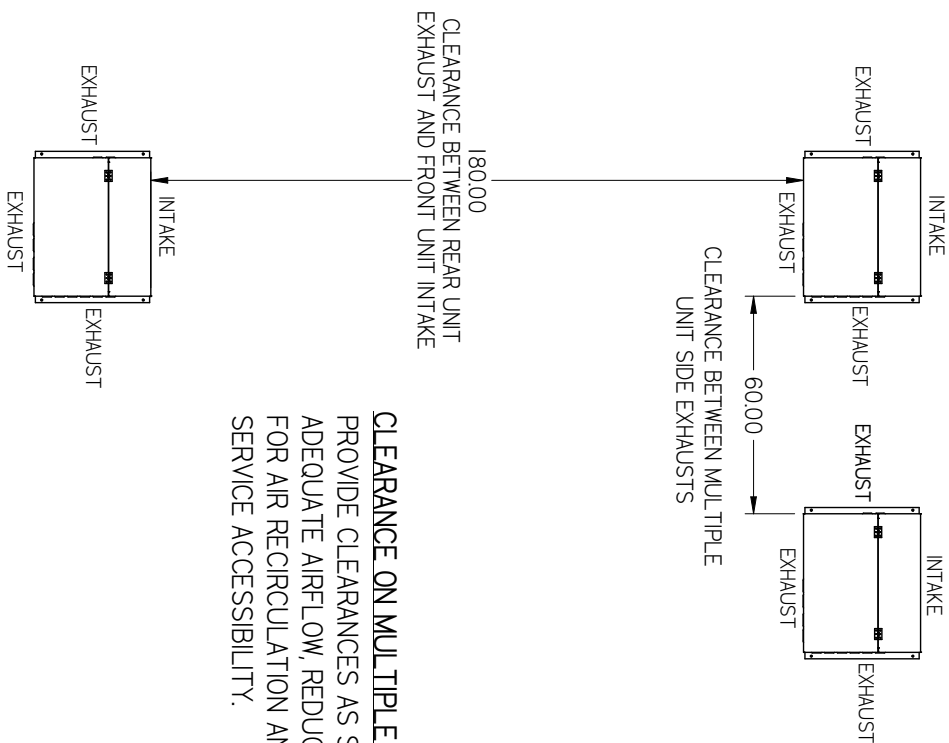 INTAKE
INTAKE
EXHAUST
EXHAUST
EXHAUST
EXHAUST
EXHAUST
EXHAUST
60.00
CLEARANCE BETWEEN MULTIPLE
UNIT SIDE EXHAUSTS
180.00
CLEARANCE BETWEEN REAR UNIT
EXHAUST AND FRONT UNIT INTAKE
CLEARANCE ON MULTIPLE
PROVIDE CLEARANCES AS S
ADEQUATE AIRFLOW, REDUC
FOR AIR RECIRCULATION AN
SERVICE ACCESSIBILITY.
INTAKE
EXHAUST
EXHAUST
EXHAUST